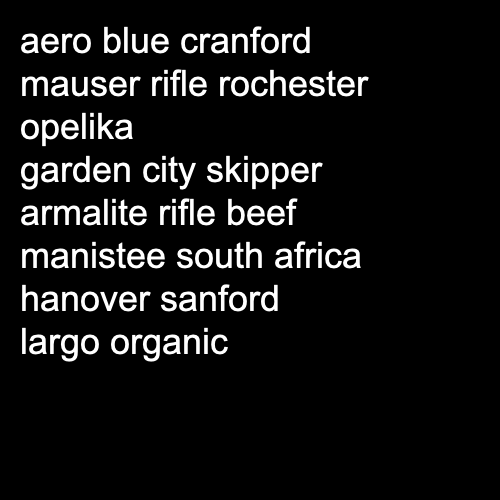 aero blue cranford
mauser rifle rochester
opelika
garden city skipper
armalite rifle beef
manistee south africa
hanover sanford
largo organic